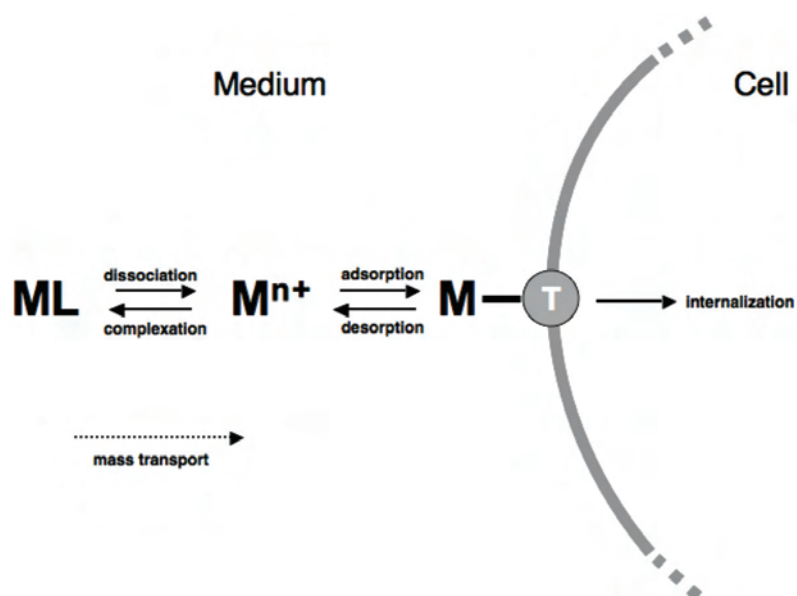 Medium
Cell
dissociation
adsorption
ML
Mⁿ⁺
M
T
internalization
complexation
desorption
mass transport